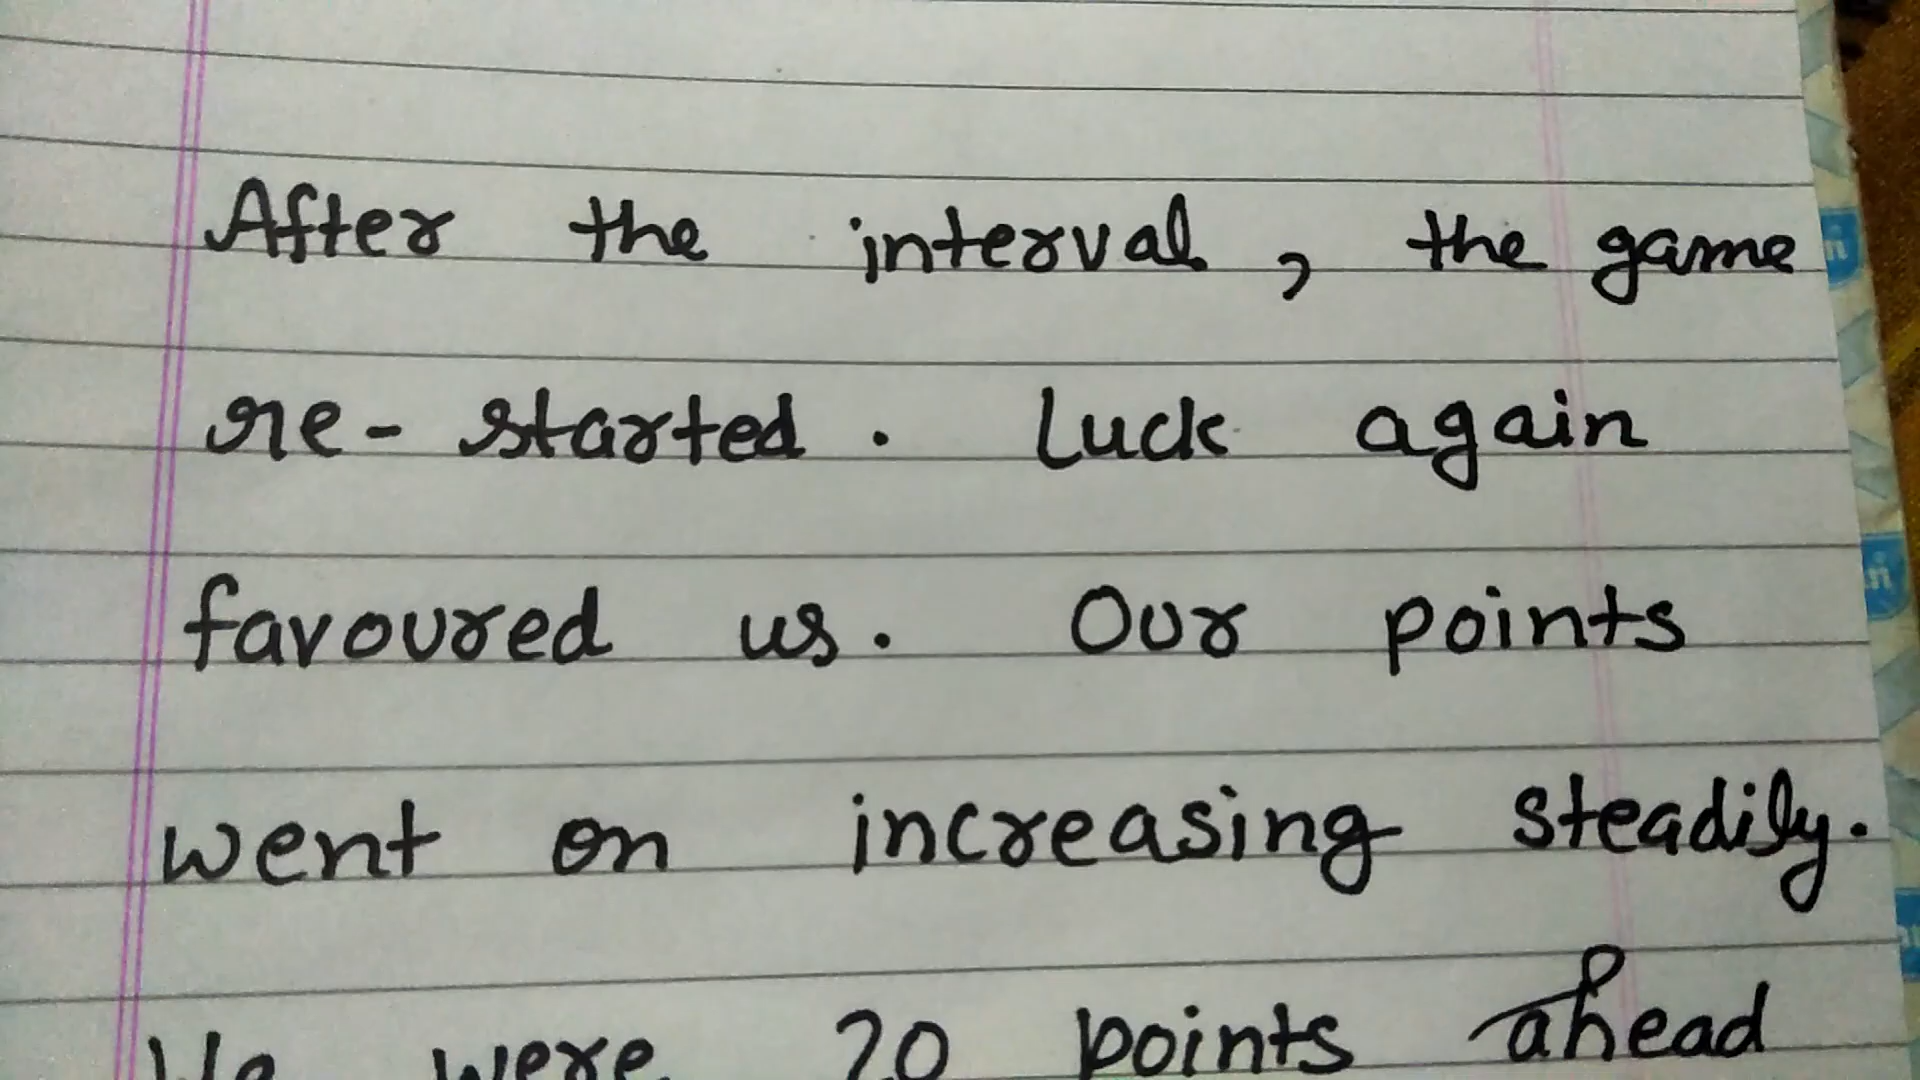 After the interval, the game
re-started. Luck again
favoured us. Our points
went on increasing steadily.
We were 20 points ahead